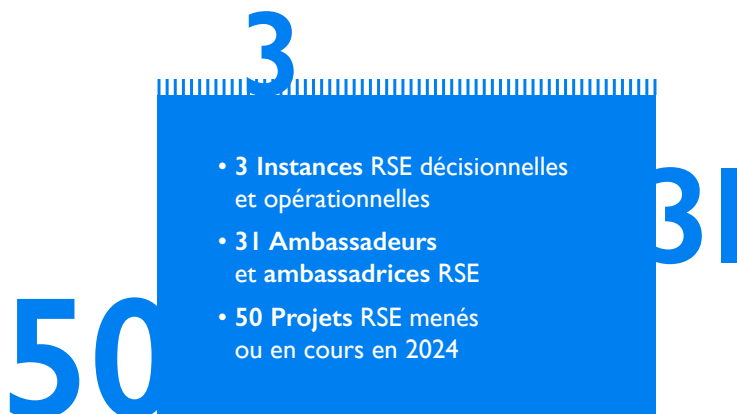 3
• 3 Instances RSE décisionnelles
et opérationnelles
• 31 Ambassadeurs
et ambassadrices RSE
• 50 Projets RSE menés
ou en cours en 2024
31
50